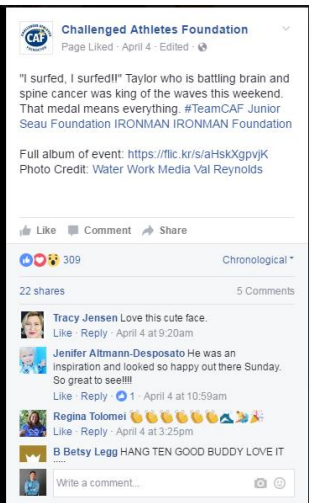 CAF
Challenged Athletes Foundation
Page Liked · April 4 · Edited ·
"I surfed, I surfed!!" Taylor who is battling brain and
spine cancer was king of the waves this weekend.
That medal means everything. #TeamCAF Junior
Seau Foundation IRONMAN IRONMAN Foundation
Full album of event: https://flic.kr/s/aHskXgpvjK
Photo Credit: Water Work Media Val Reynolds
Like Comment Share
309 Chronological
22 shares 5 Comments
Tracy Jensen Love this cute face.
Like · Reply · April 4 at 9:20am
Jenifer Altmann-Desposato He was an
inspiration and looked so happy out there Sunday.
So great to see!!!!
Like · Reply · 1 · April 4 at 10:59am
Regina Tolomei 👏👏👏👏👏👏🌊🏄🎉
Like · Reply · April 4 at 3:25pm
B Betsy Legg HANG TEN GOOD BUDDY LOVE IT
Write a comment...